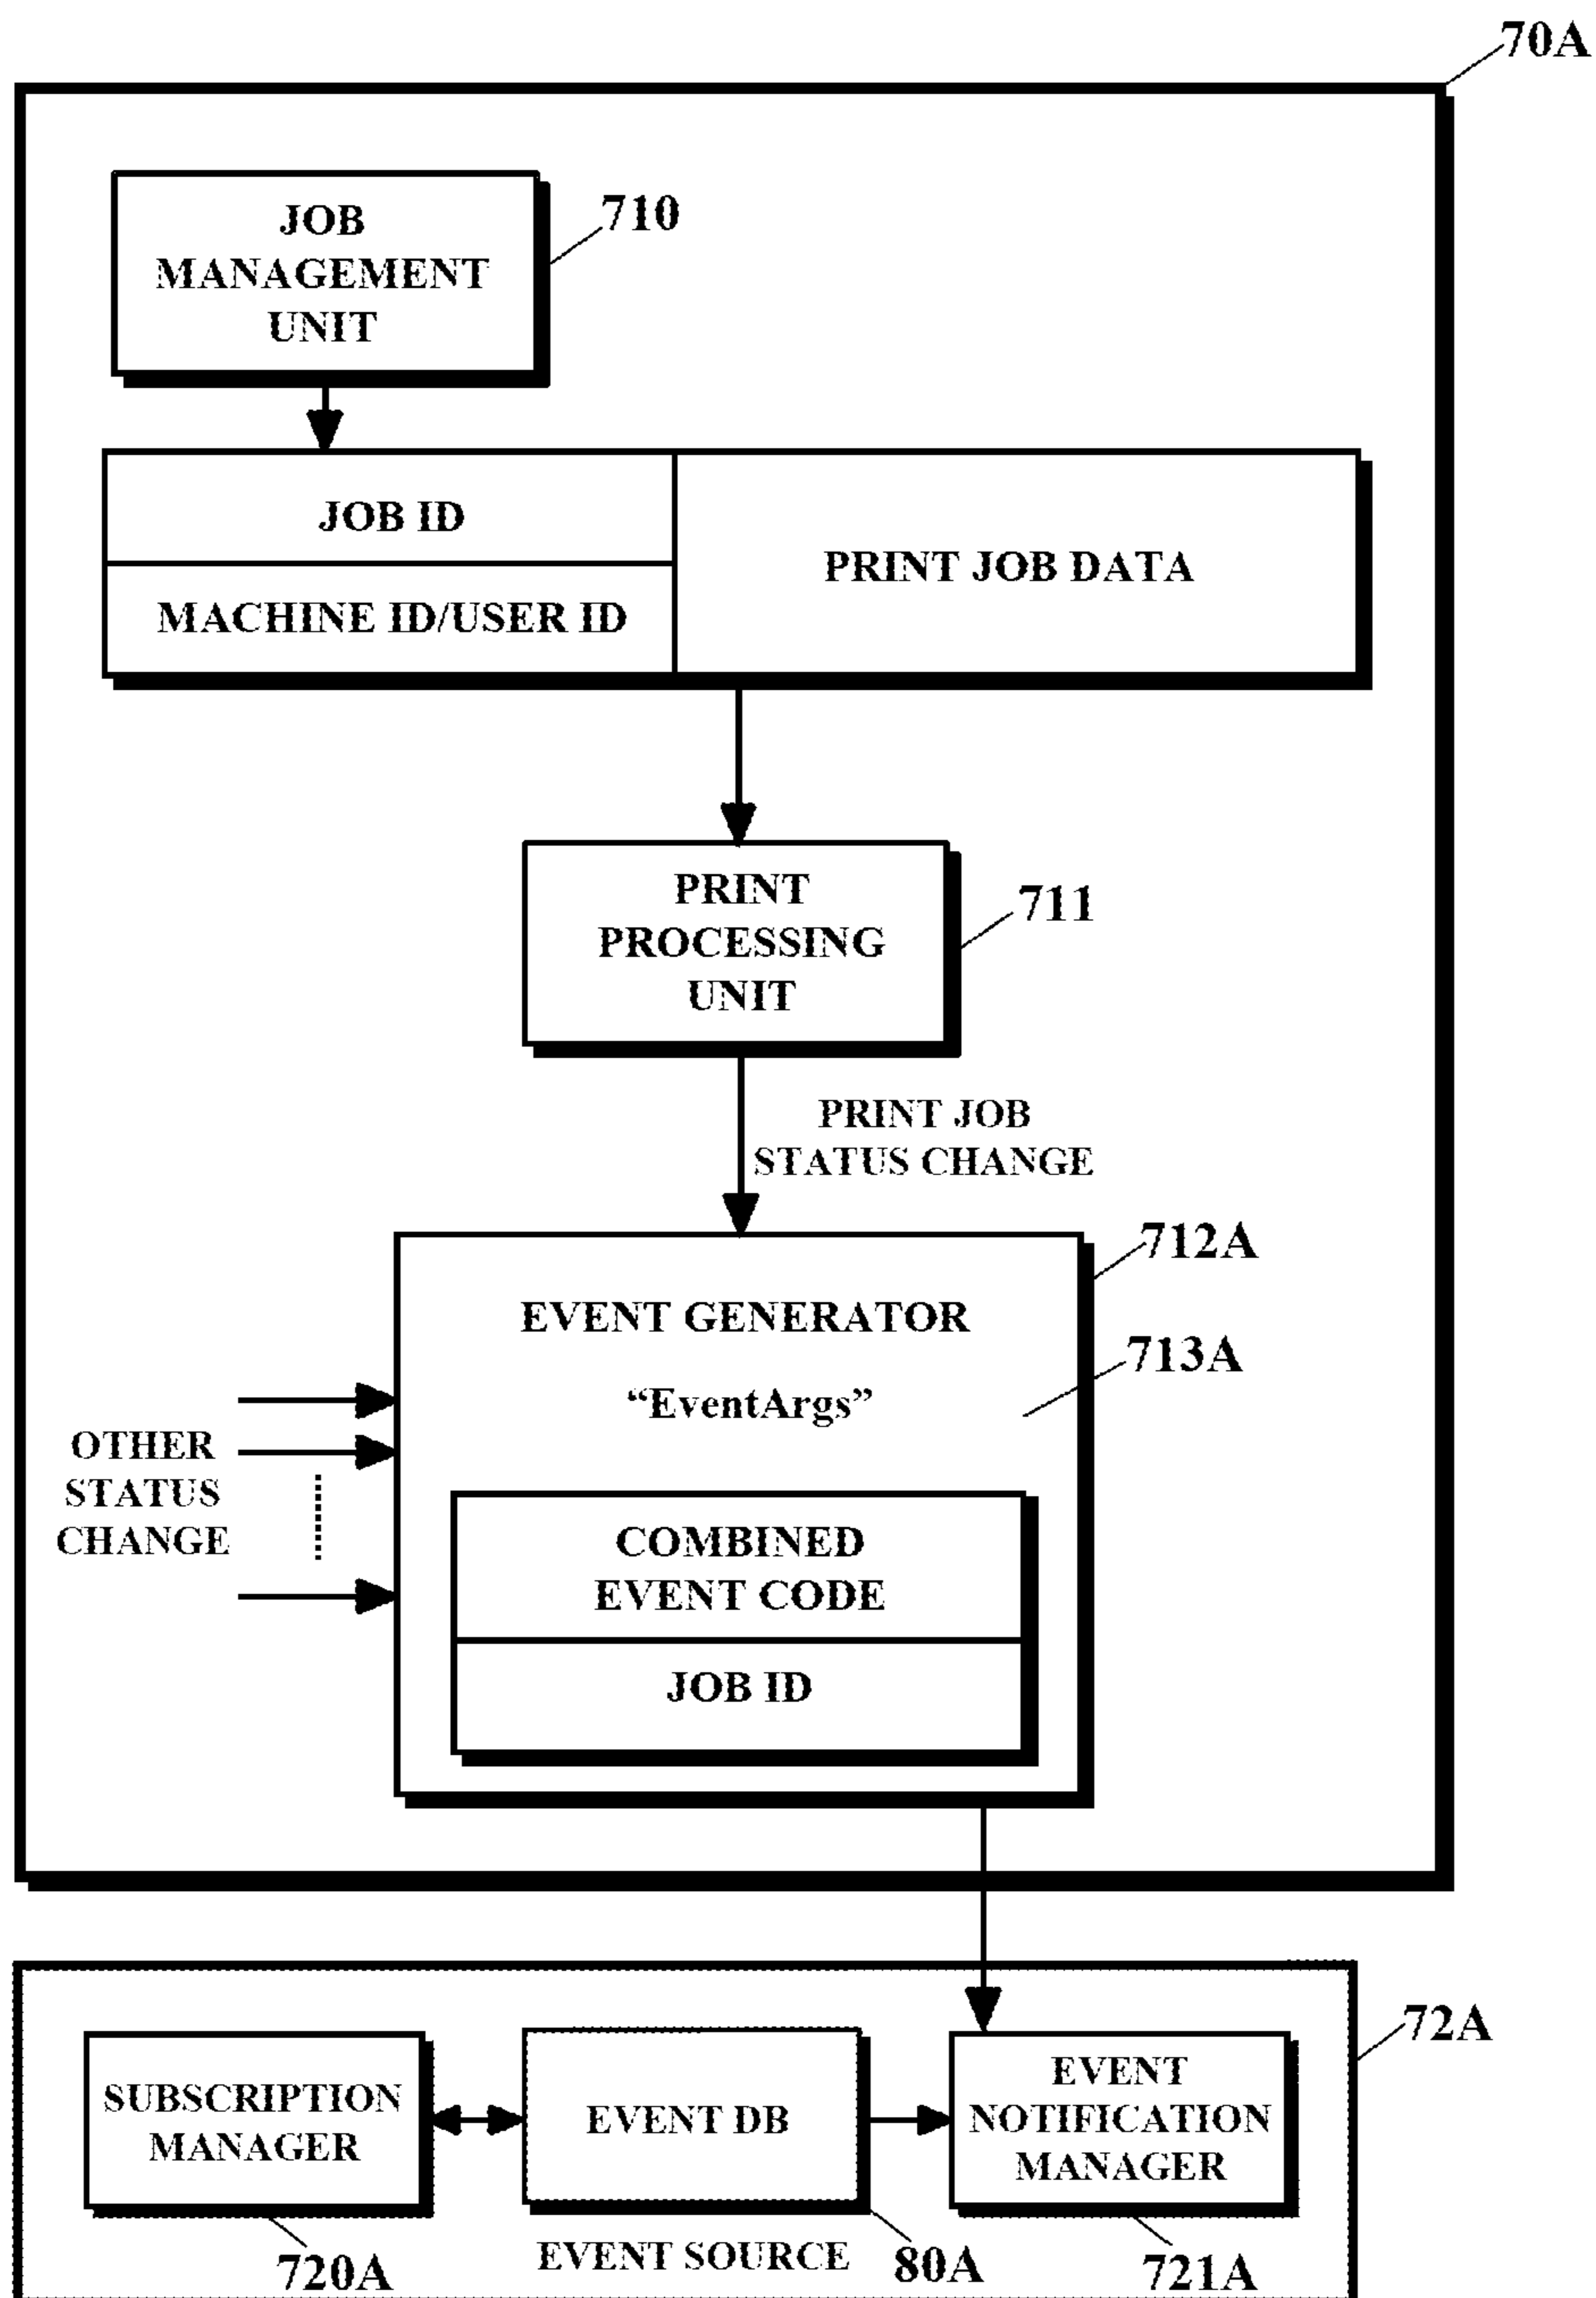 70A
JOB
MANAGEMENT
UNIT
710
JOB ID
MACHINE ID/USER ID
PRINT JOB DATA
PRINT
PROCESSING
UNIT
711
PRINT JOB
STATUS CHANGE
712A
EVENT GENERATOR
713A
“EventArgs”
OTHER
STATUS
CHANGE
COMBINED
EVENT CODE
JOB ID
72A
SUBSCRIPTION
MANAGER
EVENT DB
EVENT
NOTIFICATION
MANAGER
720A
EVENT SOURCE
80A
721A